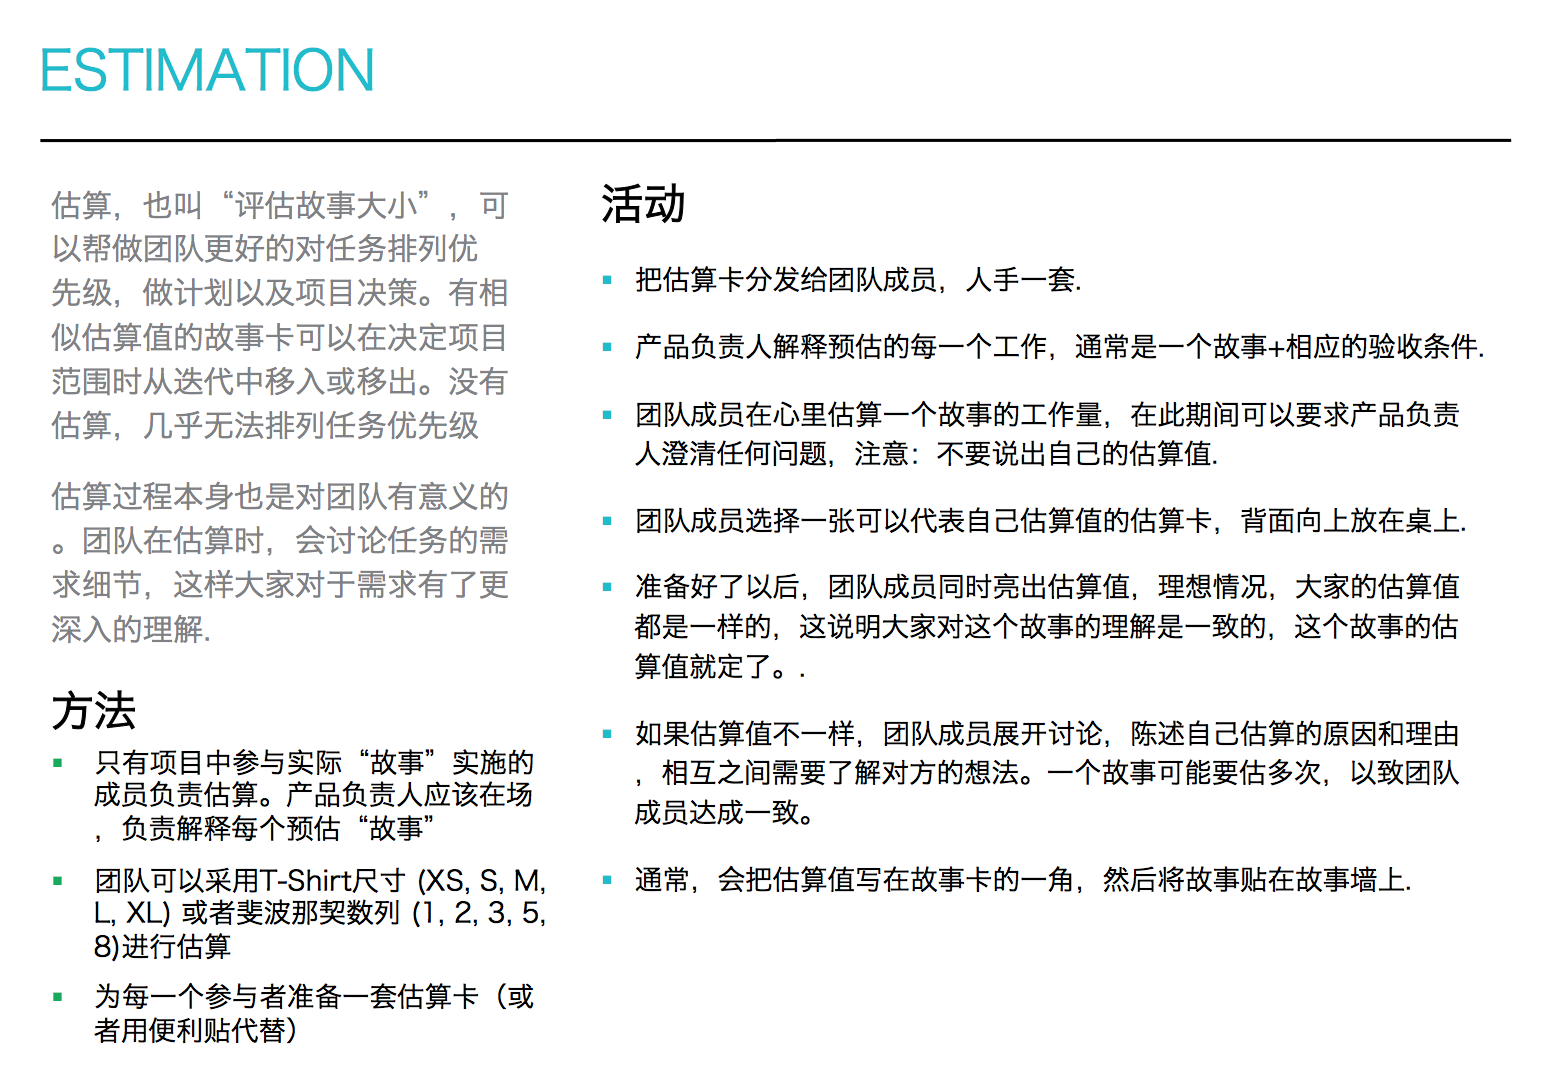 ESTIMATION
估算，也叫“评估故事大小”，可
以帮做团队更好的对任务排列优
先级，做计划以及项目决策。有相
似估算值的故事卡可以在决定项目
范围时从迭代中移入或移出。没有
估算，几乎无法排列任务优先级
估算过程本身也是对团队有意义的
。团队在估算时，会讨论任务的需
求细节，这样大家对于需求有了更
深入的理解.
方法
▪ 只有项目中参与实际“故事”实施的
成员负责估算。产品负责人应该在场
，负责解释每个预估“故事”
▪ 团队可以采用T-Shirt尺寸 (XS, S, M,
L, XL) 或者斐波那契数列 (1, 2, 3, 5,
8)进行估算
▪ 为每一个参与者准备一套估算卡（或
者用便利贴代替）
活动
▪ 把估算卡分发给团队成员，人手一套.
▪ 产品负责人解释预估的每一个工作，通常是一个故事+相应的验收条件.
▪ 团队成员在心里估算一个故事的工作量，在此期间可以要求产品负责
人澄清任何问题，注意：不要说出自己的估算值.
▪ 团队成员选择一张可以代表自己估算值的估算卡，背面向上放在桌上.
▪ 准备好了以后，团队成员同时亮出估算值，理想情况，大家的估算值
都是一样的，这说明大家对这个故事的理解是一致的，这个故事的估
算值就定了。.
▪ 如果估算值不一样，团队成员展开讨论，陈述自己估算的原因和理由
，相互之间需要了解对方的想法。一个故事可能要估多次，以致团队
成员达成一致。
▪ 通常，会把估算值写在故事卡的一角，然后将故事贴在故事墙上.